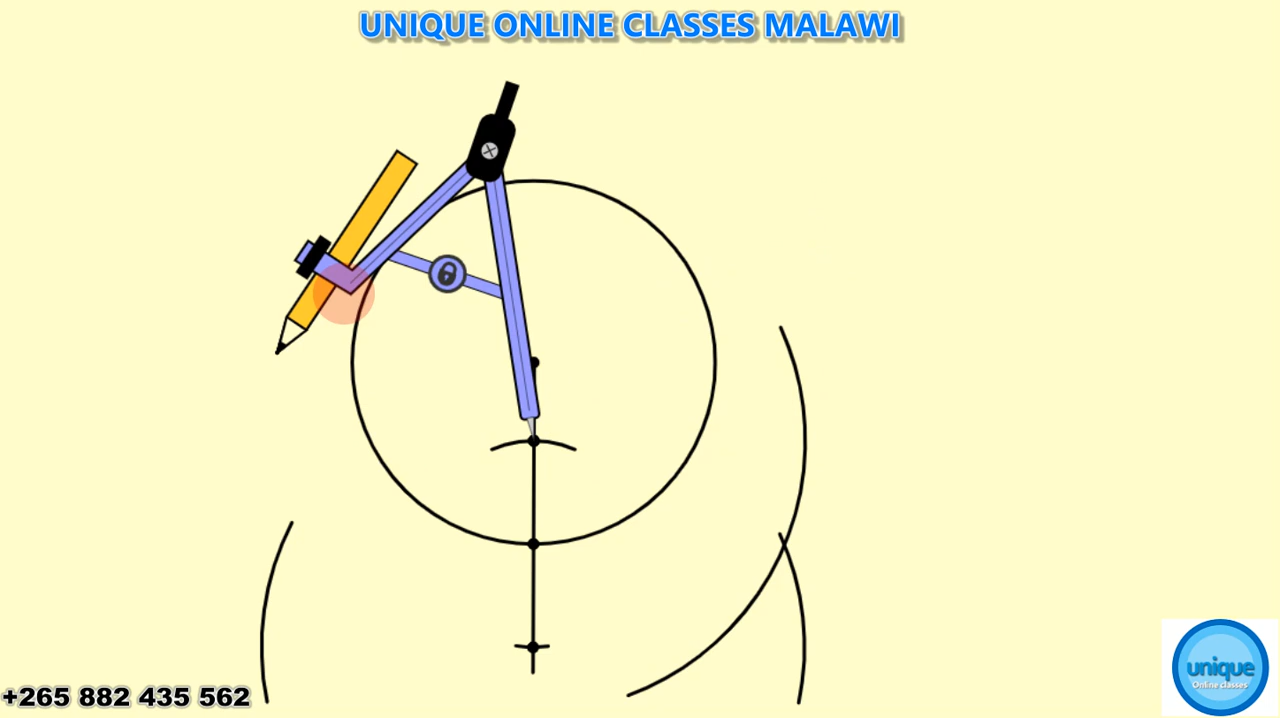 UNIQUE ONLINE CLASSES MALAWI
+265 882 435 562
unique
Online classes